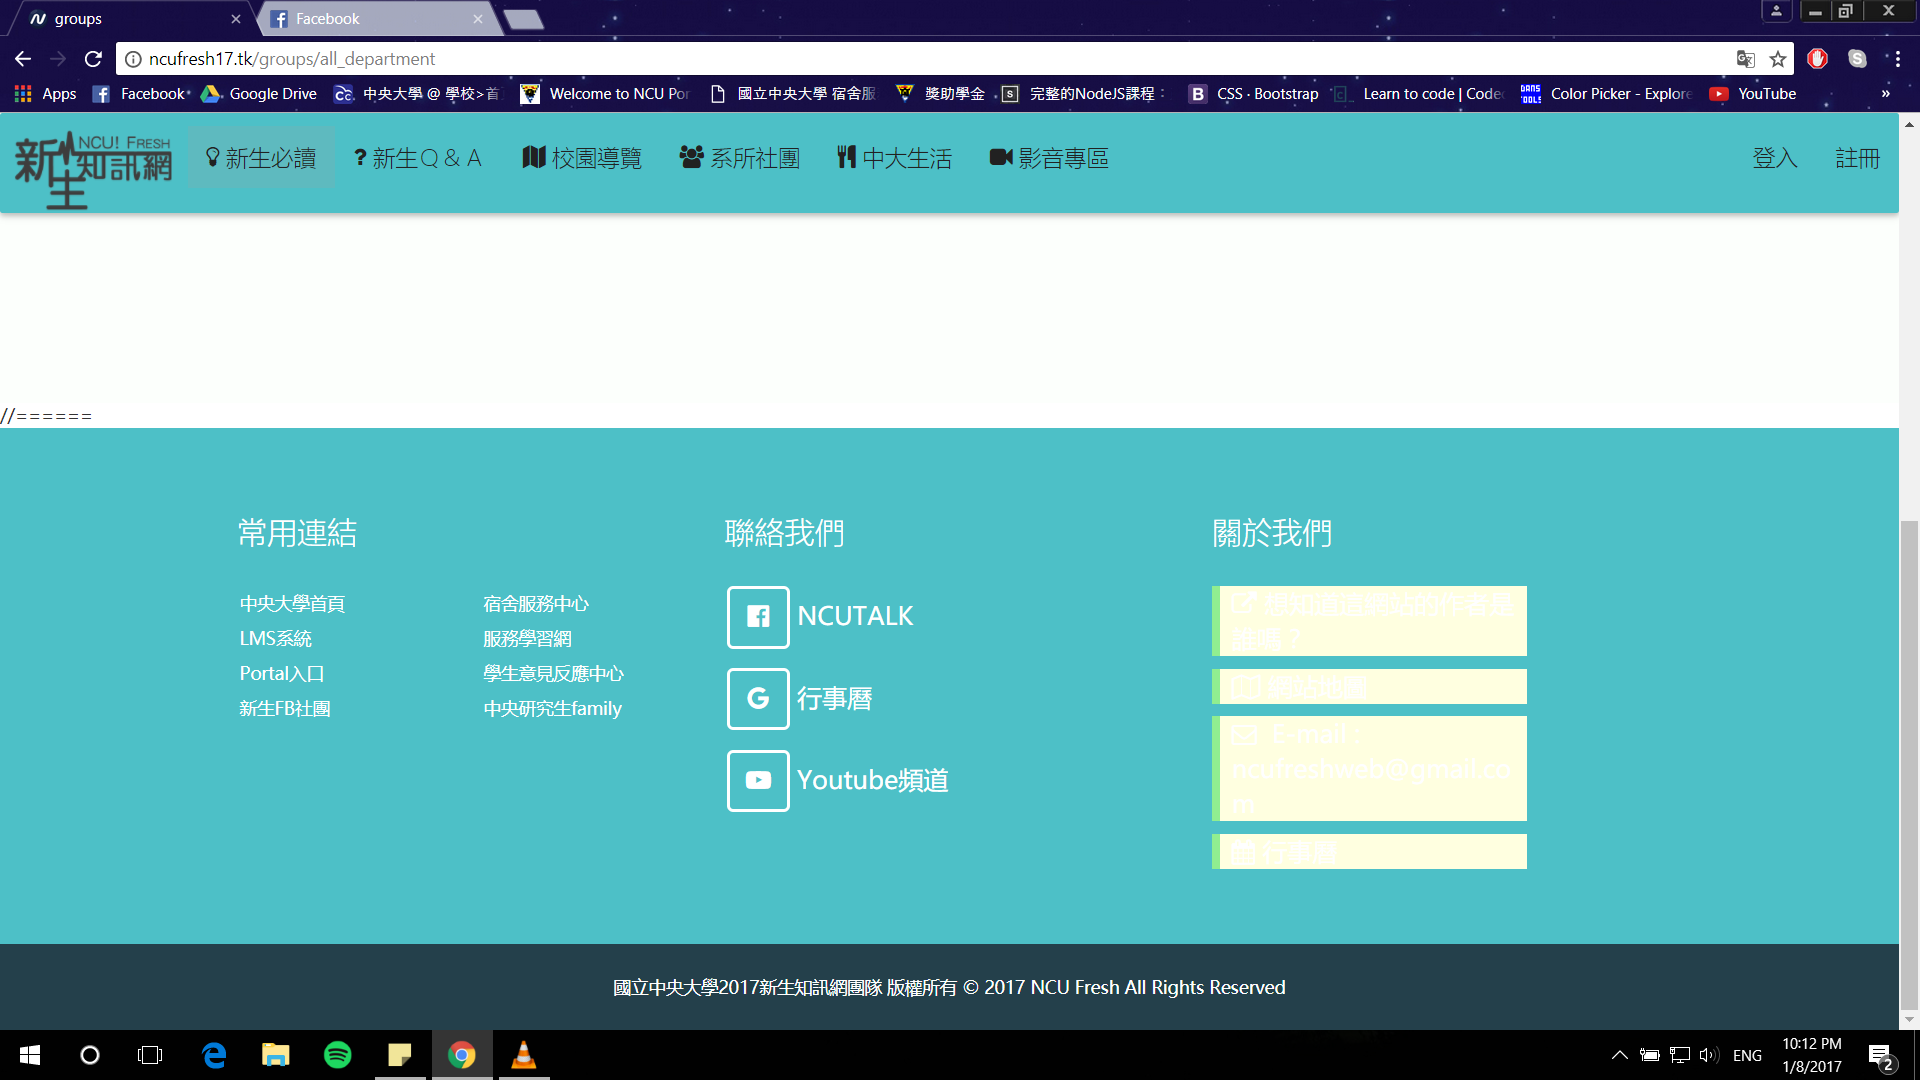 groups
Facebook
ncufresh17.tk/groups/all_department
Apps
Facebook
Google Drive
中央大學 @ 學校>首
Welcome to NCU Por
國立中央大學 宿舍服
獎助學金
完整的NodeJS課程：
CSS · Bootstrap
Learn to code | Codec
Color Picker - Explore
YouTube
»
新生知訊網
NCU! FRESH
新生必讀
? 新生Q & A
校園導覽
系所社團
中大生活
影音專區
登入
註冊
//======
常用連結
中央大學首頁
LMS系統
Portal入口
新生FB社團
宿舍服務中心
服務學習網
學生意見反應中心
中央研究生family
聯絡我們
NCUTALK
行事曆
Youtube頻道
關於我們
想知道這網站的作者是
誰嗎？
網站地圖
E-mail :
ncufreshweb@gmail.co
m
行事曆
國立中央大學2017新生知訊網團隊 版權所有 © 2017 NCU Fresh All Rights Reserved
ENG
10:12 PM
1/8/2017
2